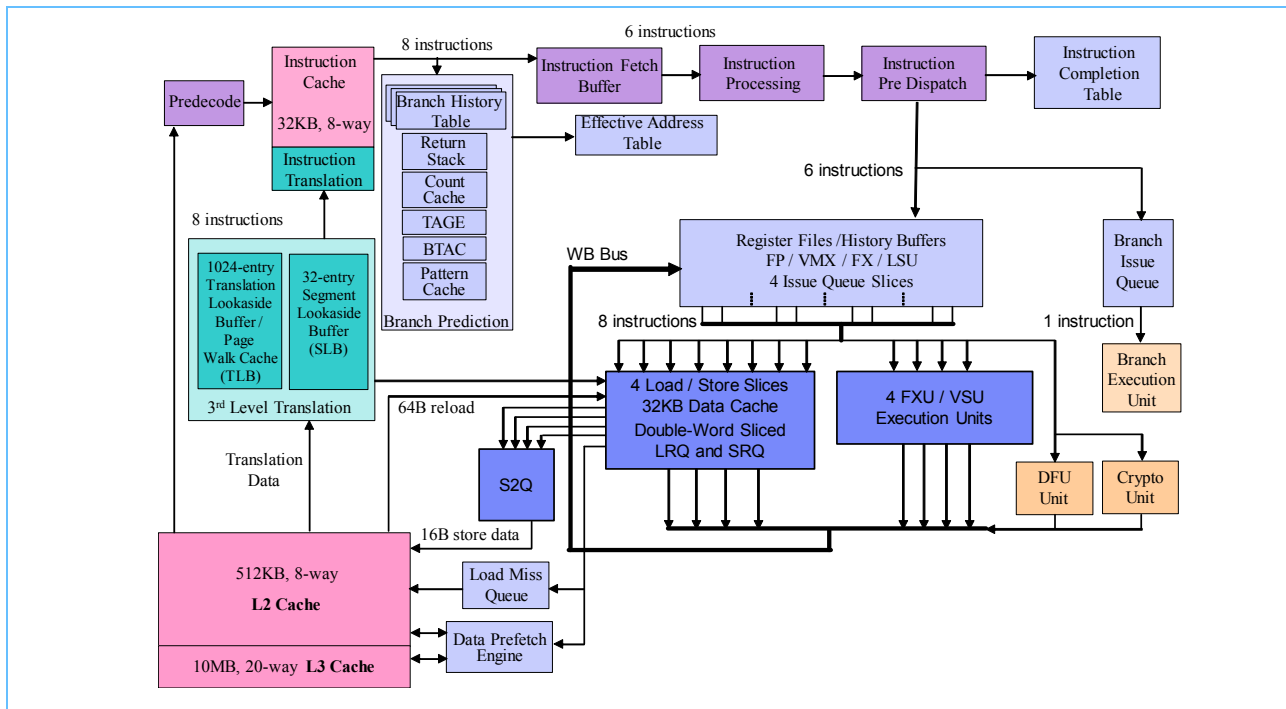 8 instructions
6 instructions
Instruction
Cache
32KB, 8-way
Predecode
Instruction Fetch
Buffer
Instruction
Processing
Instruction
Pre Dispatch
Instruction
Completion
Table
Branch History
Table
Return
Stack
Count
Cache
TAGE
BTAC
Pattern
Cache
Branch Prediction
Effective Address
Table
Instruction
Translation
8 instructions
1024-entry
Translation
Lookaside
Buffer /
Page
Walk Cache
(TLB)
32-entry
Segment
Lookaside
Buffer
(SLB)
3rd Level Translation
6 instructions
WB Bus
Register Files /History Buffers
FP / VMX / FX / LSU
4 Issue Queue Slices
Branch
Issue
Queue
8 instructions
1 instruction
Branch
Execution
Unit
64B reload
4 Load / Store Slices
32KB Data Cache
Double-Word Sliced
LRQ and SRQ
4 FXU / VSU
Execution Units
Translation
Data
S2Q
DFU
Unit
Crypto
Unit
16B store data
512KB, 8-way
L2 Cache
Load Miss
Queue
Data Prefetch
Engine
10MB, 20-way L3 Cache